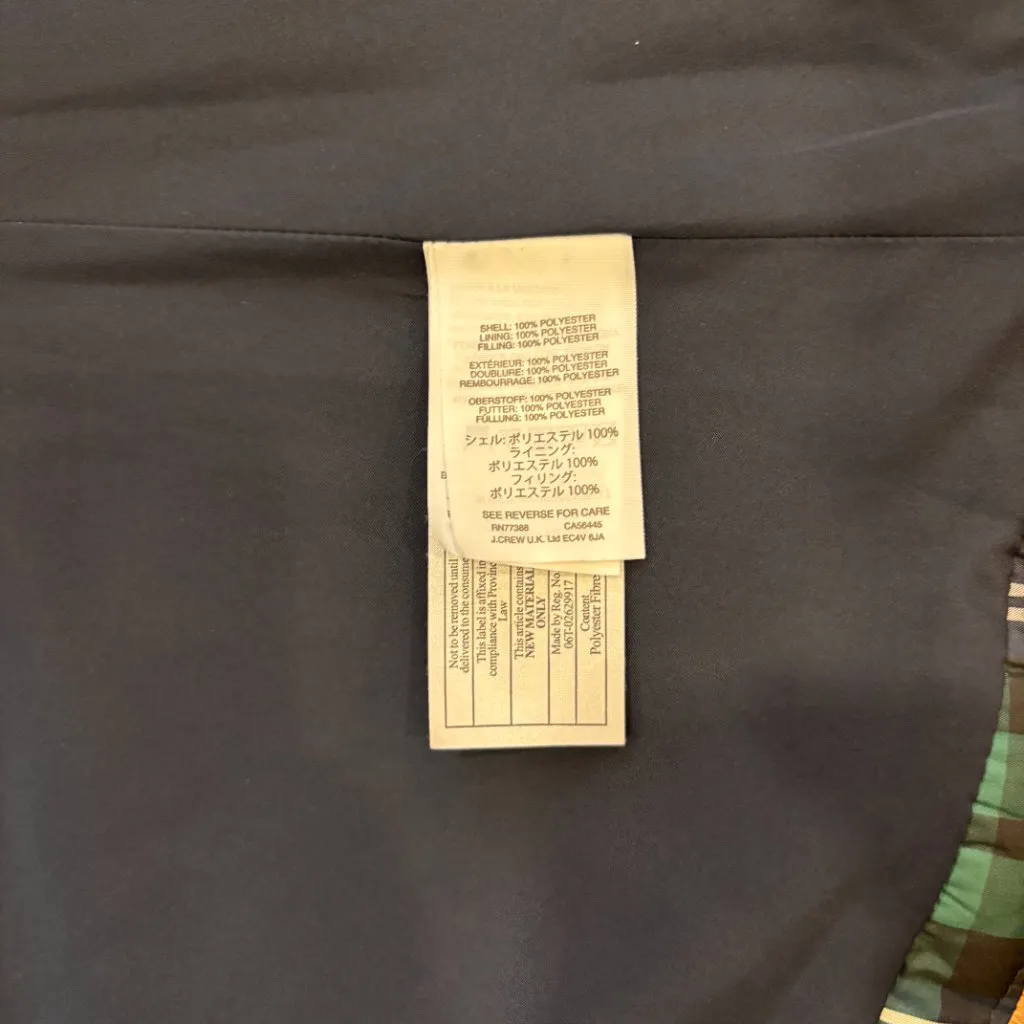 SHELL: 100% POLYESTER
LINING: 100% POLYESTER
FILLING: 100% POLYESTER
EXTÉRIEUR: 100% POLYESTER
DOUBLURE: 100% POLYESTER
REMBOURRAGE: 100% POLYESTER
OBERSTOFF: 100% POLYESTER
FUTTER: 100% POLYESTER
FÜLLUNG: 100% POLYESTER
シェル: ポリエステル 100%
ライニング:
ポリエステル 100%
フィリング:
ポリエステル 100%
SEE REVERSE FOR CARE
RN77388 CA56445
J.CREW U.K. Ltd EC4V 6JA
Not to be removed until
delivered to the consume
This label is affixed in
compliance with Provinc
Law
This article contains
NEW MATERIAL
ONLY
Made by Reg. No.
06T-02629917
Content
Polyester Fibre